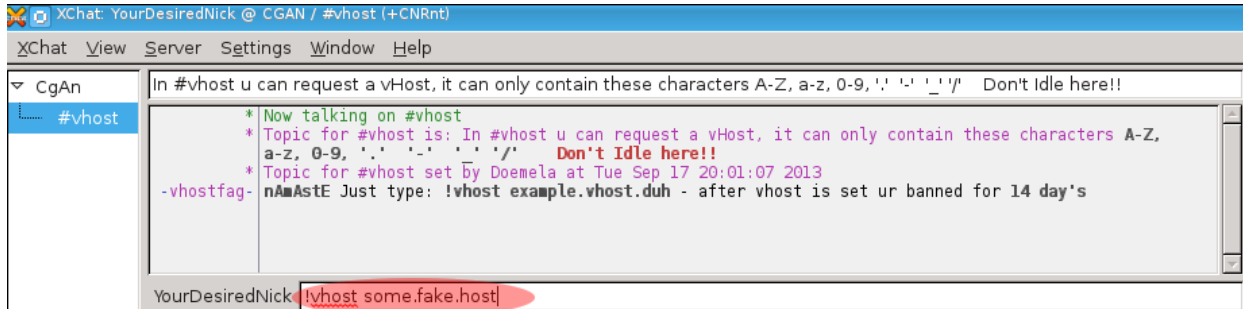 XChat: YourDesiredNick @ CGAN / #vhost (+CNRnt)
XChat View Server Settings Window Help
CgAn
#vhost
In #vhost u can request a vHost, it can only contain these characters A-Z, a-z, 0-9, '.' '-' '_' '/' Don't Idle here!!
* Now talking on #vhost
* Topic for #vhost is: In #vhost u can request a vHost, it can only contain these characters A-Z,
a-z, 0-9, '.' '-' '_' '/' Don't Idle here!!
* Topic for #vhost set by Doemela at Tue Sep 17 20:01:07 2013
-vhostfag- nAmAstE Just type: !vhost example.vhost.duh - after vhost is set ur banned for 14 day's
YourDesiredNick !vhost some.fake.host